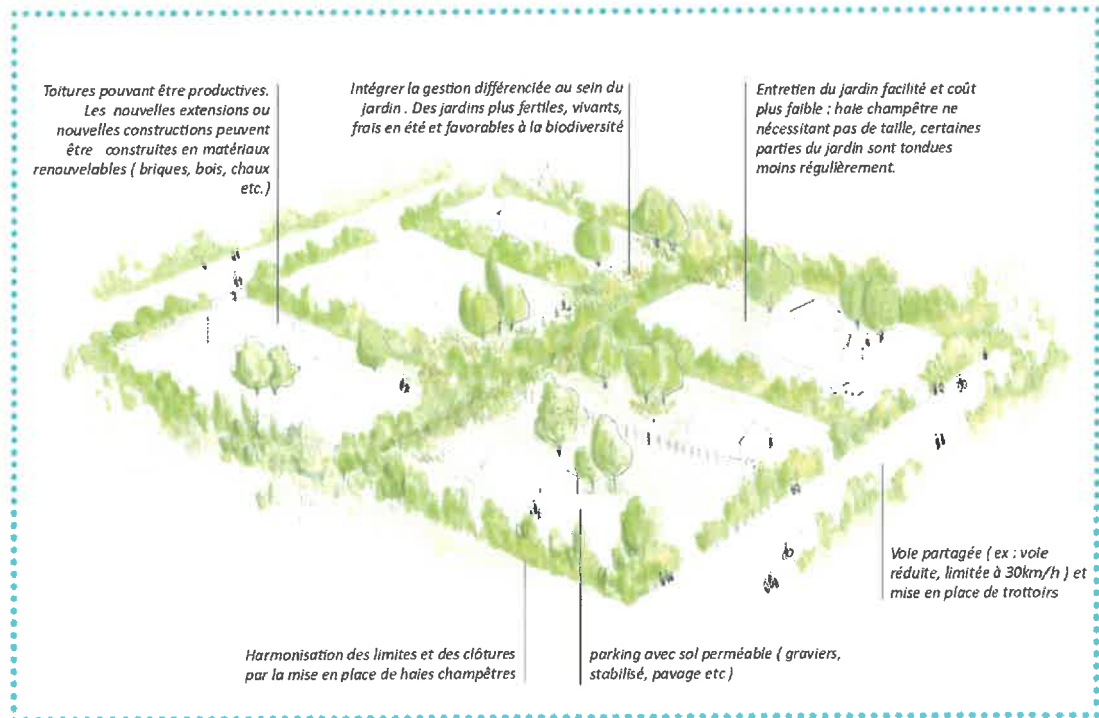 Toitures pouvant être productives.
Les nouvelles extensions ou
nouvelles constructions peuvent
être construites en matériaux
renouvelables ( briques, bois, chaux
etc.)
Intégrer la gestion différenciée au sein du
jardin . Des jardins plus fertiles, vivants,
frais en été et favorables à la biodiversité
Entretien du jardin facilité et coût
plus faible : haie champêtre ne
nécessitant pas de taille, certaines
parties du jardin sont tondues
moins régulièrement.
Voie partagée ( ex : voie
réduite, limitée à 30km/h ) et
mise en place de trottoirs
Harmonisation des limites et des clôtures
par la mise en place de haies champêtres
parking avec sol perméable ( graviers,
stabilisé, pavage etc )